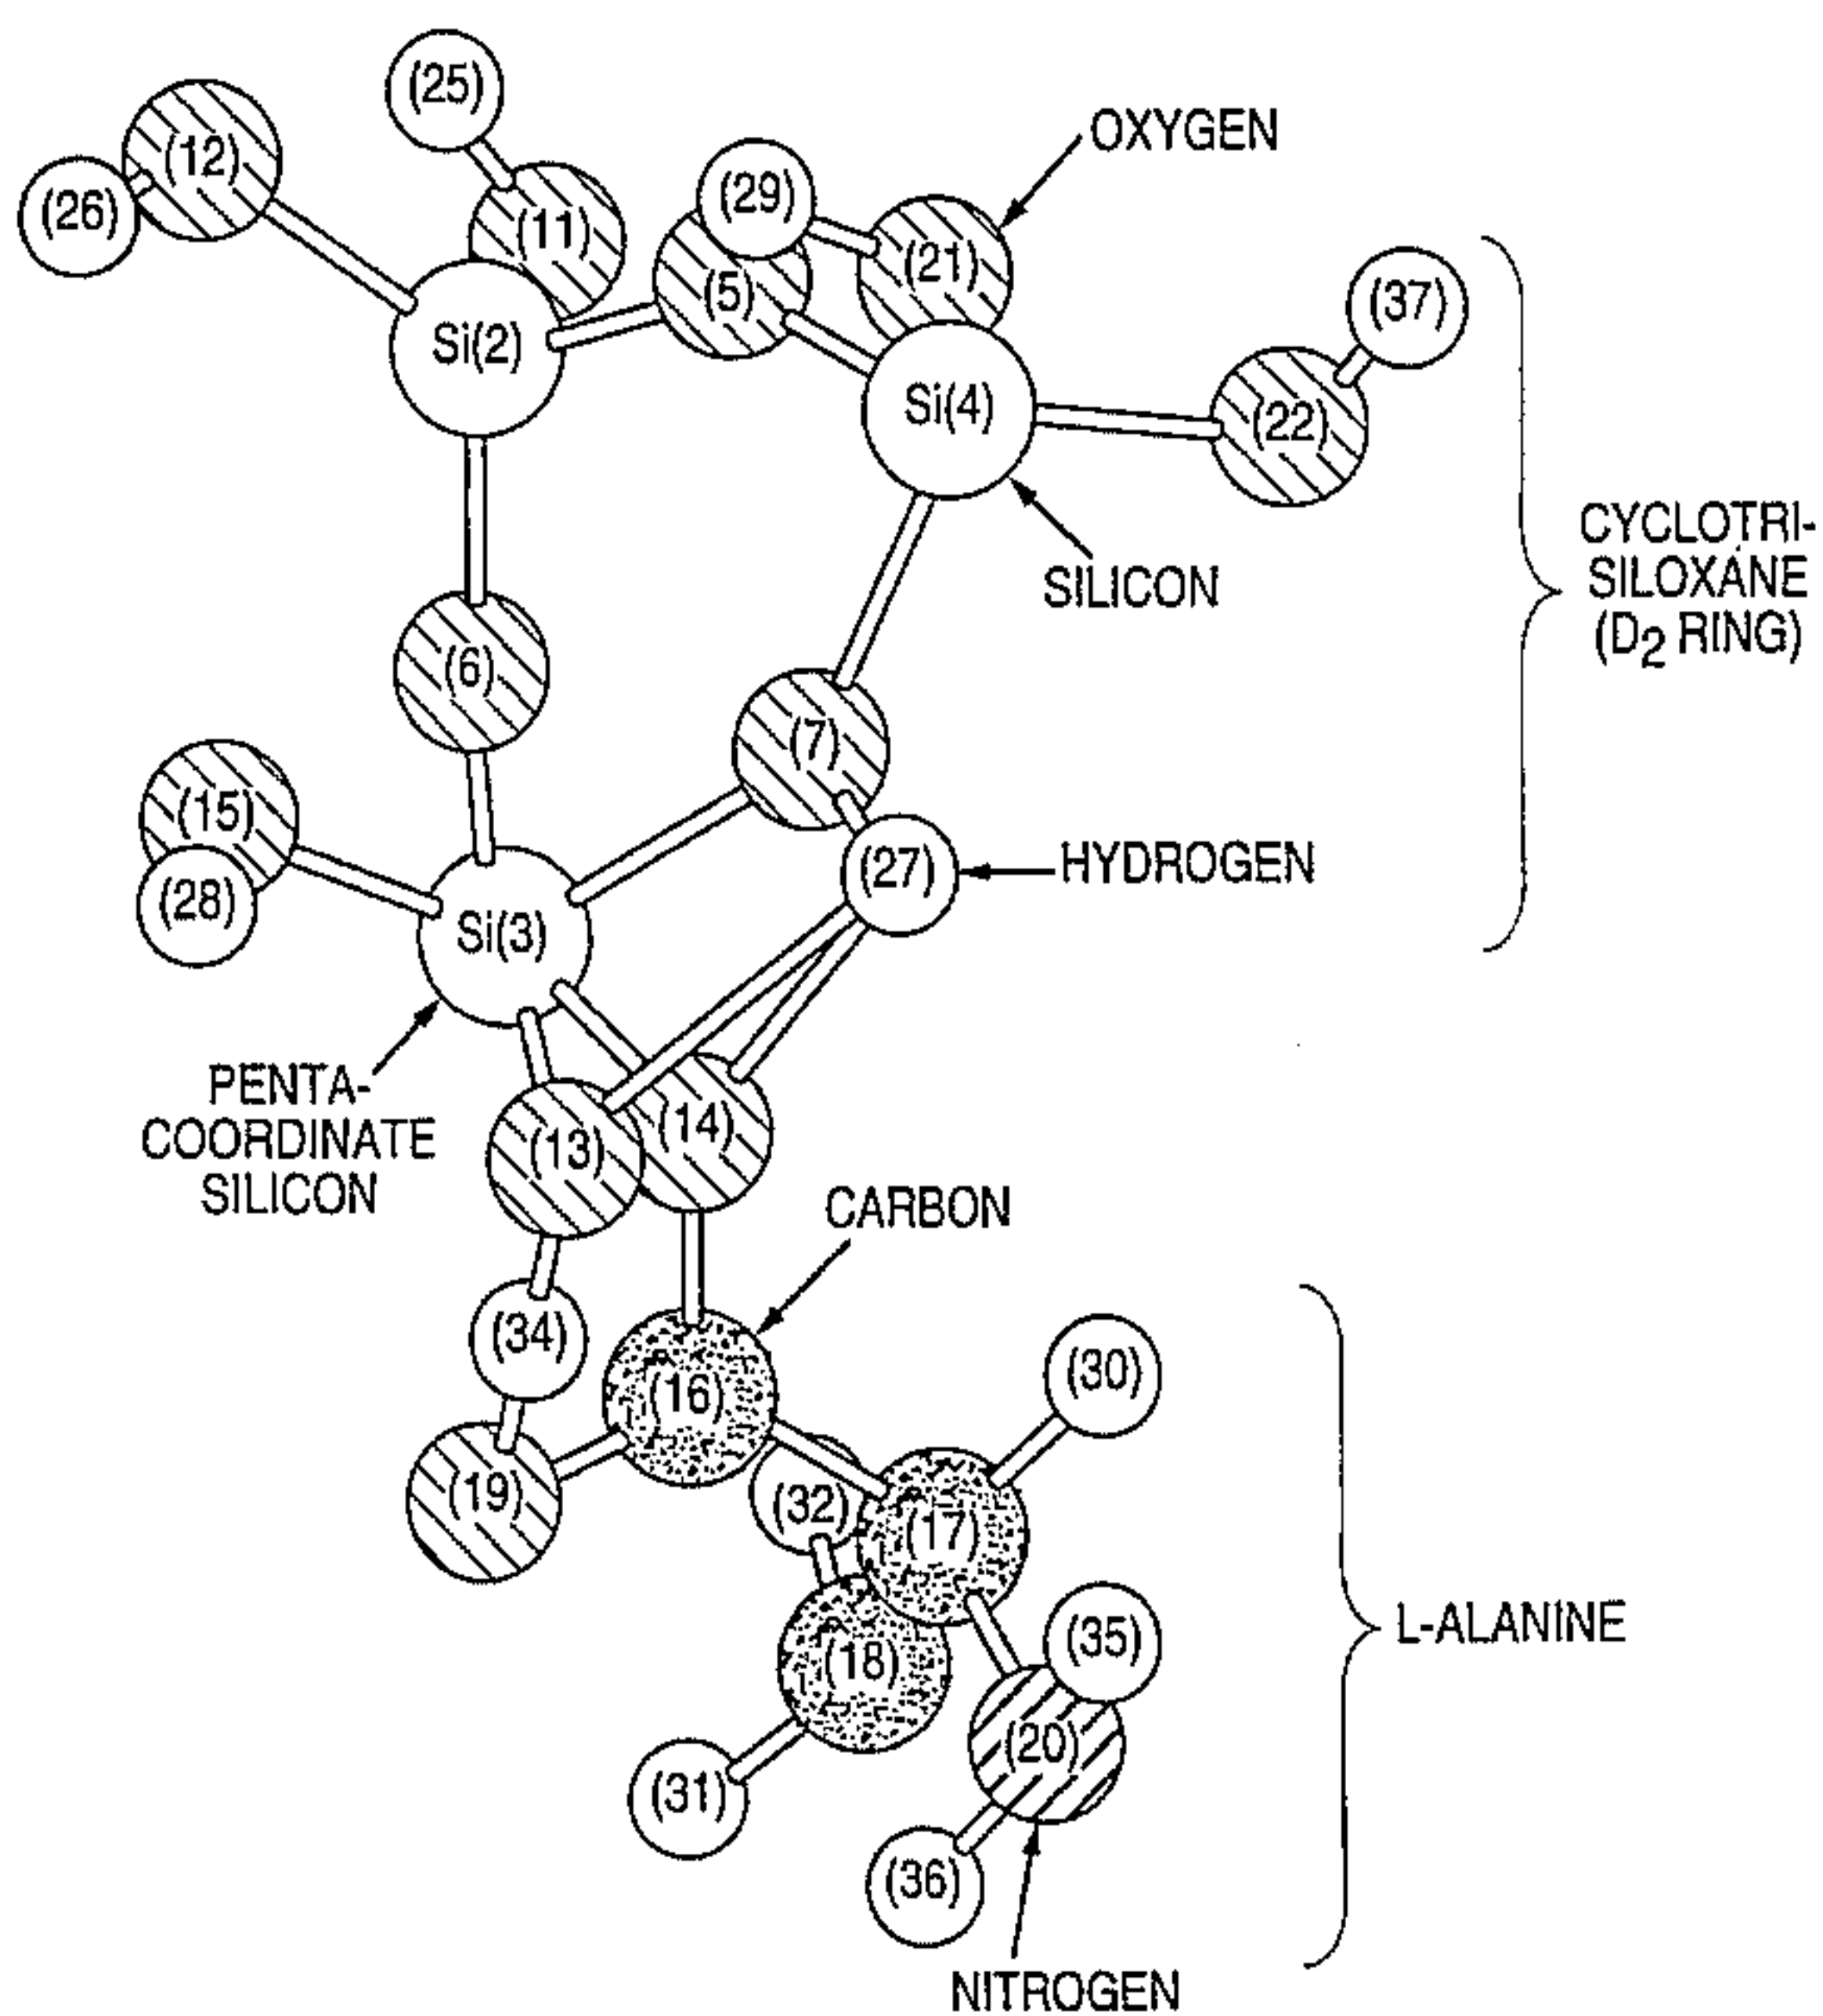 (25)
(12)
OXYGEN
(29)
(26)
(11)
(21)
(5)
(37)
Si(2)
Si(4)
(22)
CYCLOTRI-
SILOXANE
(D2 RING)
SILICON
(6)
(7)
(15)
HYDROGEN
(27)
(28)
Si(3)
PENTA-
COORDINATE
SILICON
(14)
(13)
CARBON
(34)
(30)
(16)
(19)
(32)
(17)
L-ALANINE
(35)
(18)
(20)
(31)
(36)
NITROGEN